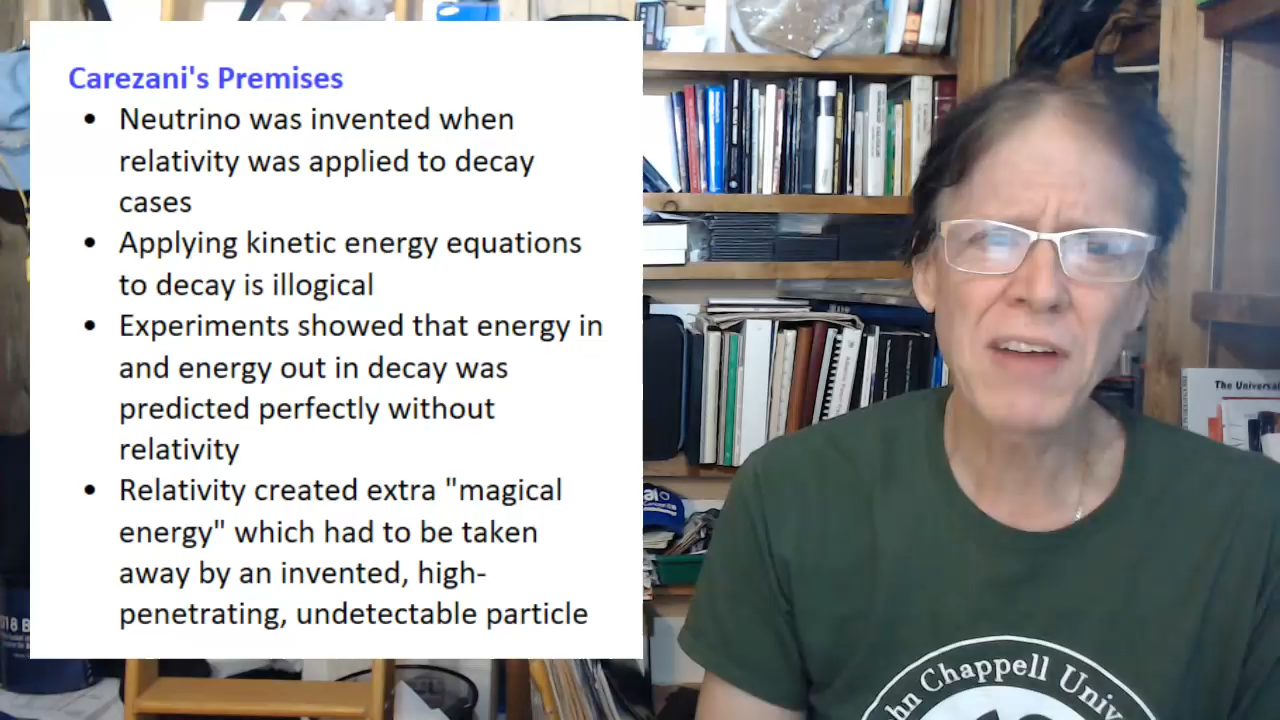 Carezani's Premises
• Neutrino was invented when
relativity was applied to decay
cases
• Applying kinetic energy equations
to decay is illogical
• Experiments showed that energy in
and energy out in decay was
predicted perfectly without
relativity
• Relativity created extra "magical
energy" which had to be taken
away by an invented, high-
penetrating, undetectable particle
The Universal
Chappell Univ